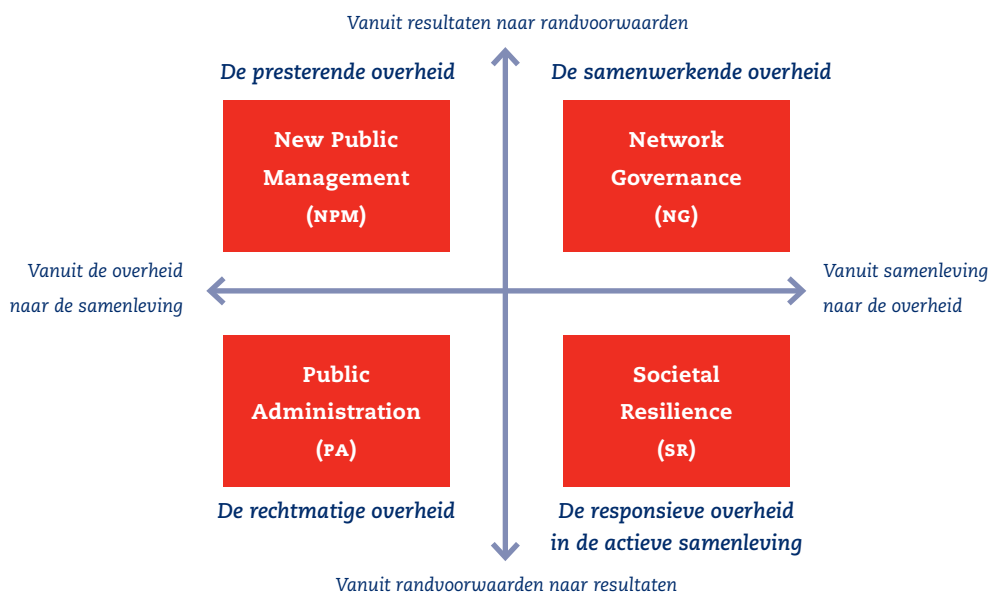 Vanuit resultaten naar randvoorwaarden
De presterende overheid
De samenwerkende overheid
New Public
Management
(NPM)
Network
Governance
(NG)
Vanuit de overheid
naar de samenleving
Vanuit samenleving
naar de overheid
Public
Administration
(PA)
Societal
Resilience
(SR)
De rechtmatige overheid
De responsieve overheid
in de actieve samenleving
Vanuit randvoorwaarden naar resultaten